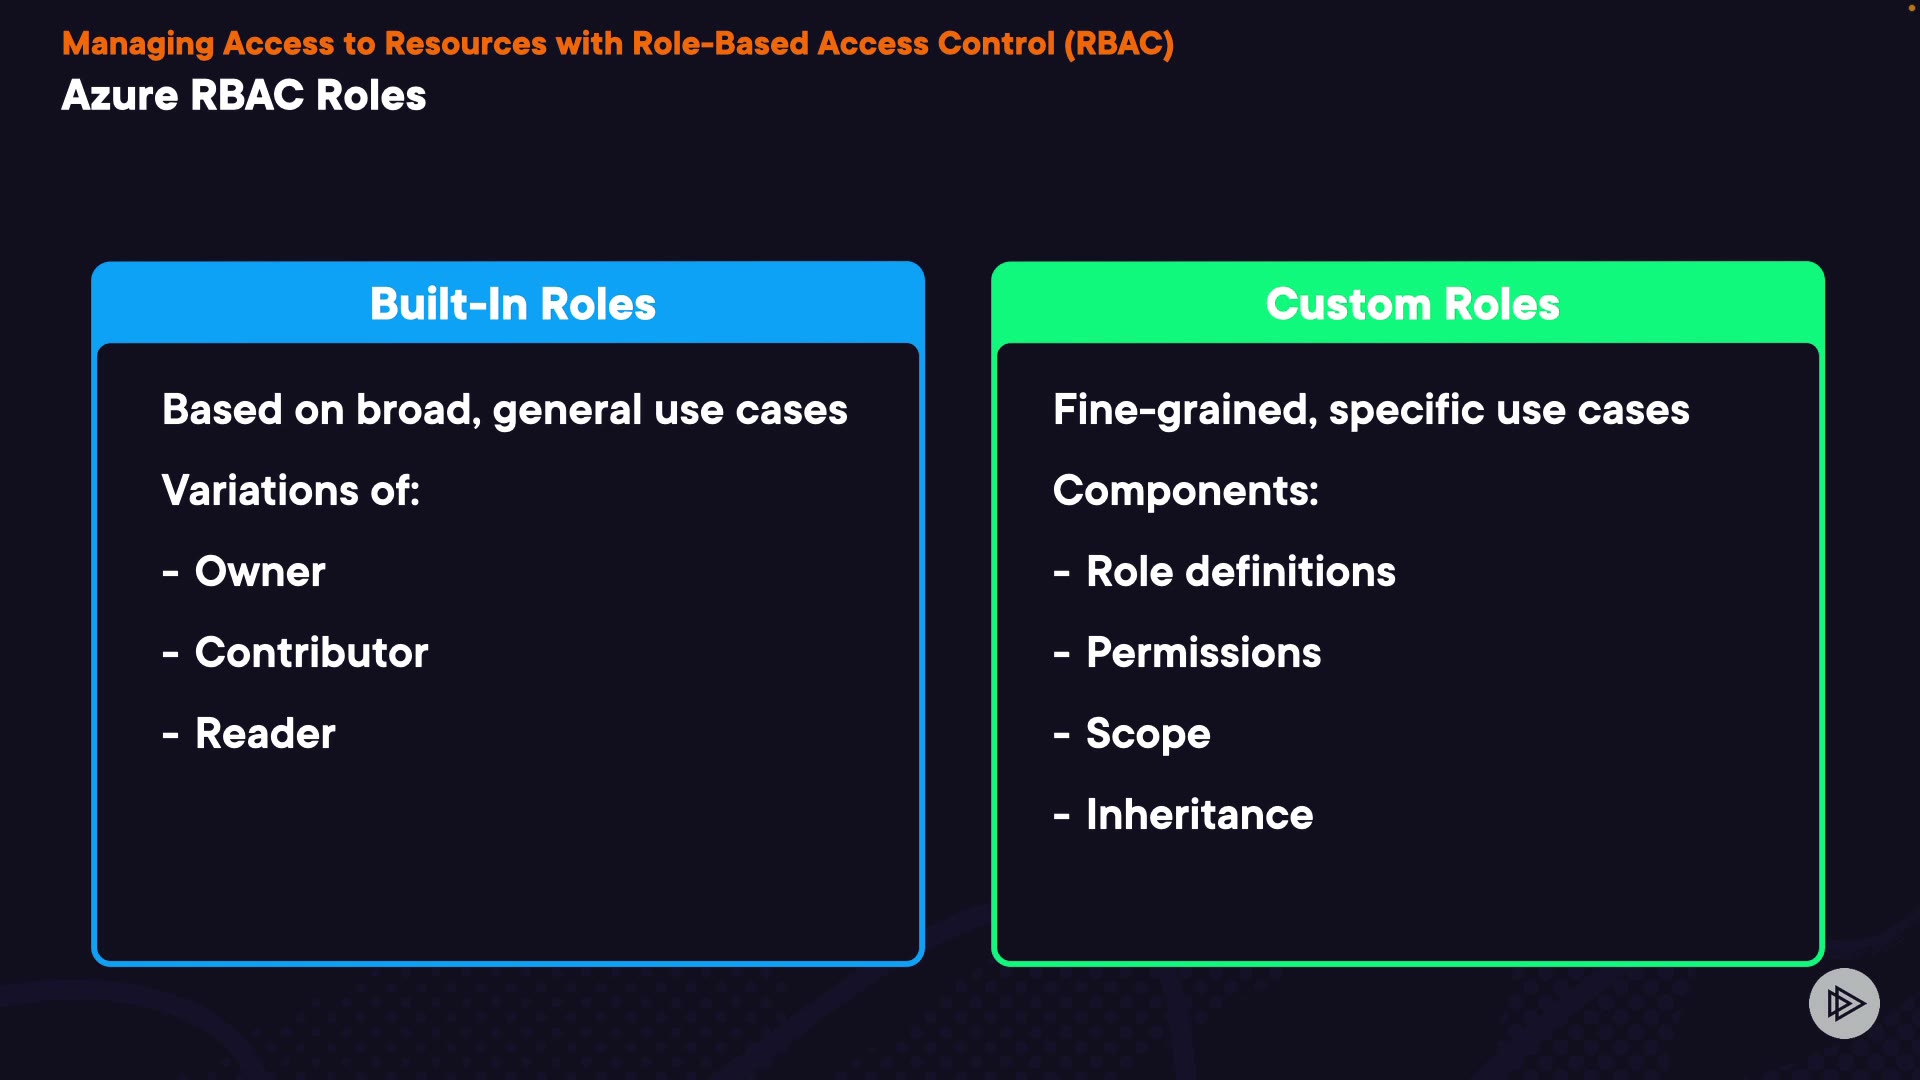 Managing Access to Resources with Role-Based Access Control (RBAC)
Azure RBAC Roles
Built-In Roles
Based on broad, general use cases
Variations of:
- Owner
- Contributor
- Reader
Custom Roles
Fine-grained, specific use cases
Components:
- Role definitions
- Permissions
- Scope
- Inheritance